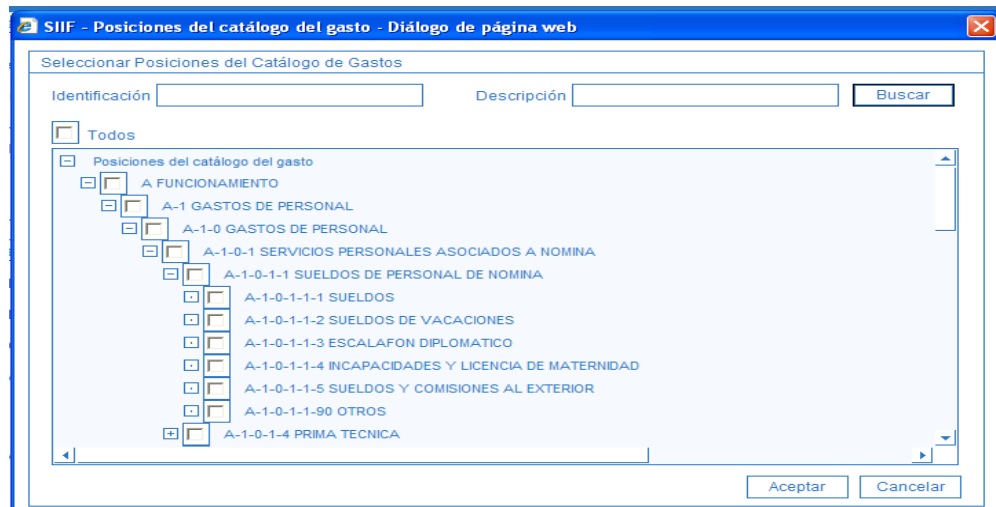 SIIF - Posiciones del catálogo del gasto - Diálogo de página web
Seleccionar Posiciones del Catálogo de Gastos
Identificación Descripción Buscar
Todos
Posiciones del catálogo del gasto
A FUNCIONAMIENTO
A-1 GASTOS DE PERSONAL
A-1-0 GASTOS DE PERSONAL
A-1-0-1 SERVICIOS PERSONALES ASOCIADOS A NOMINA
A-1-0-1-1 SUELDOS DE PERSONAL DE NOMINA
A-1-0-1-1-1 SUELDOS
A-1-0-1-1-2 SUELDOS DE VACACIONES
A-1-0-1-1-3 ESCALAFON DIPLOMATICO
A-1-0-1-1-4 INCAPACIDADES Y LICENCIA DE MATERNIDAD
A-1-0-1-1-5 SUELDOS Y COMISIONES AL EXTERIOR
A-1-0-1-1-90 OTROS
A-1-0-1-4 PRIMA TECNICA
Aceptar Cancelar